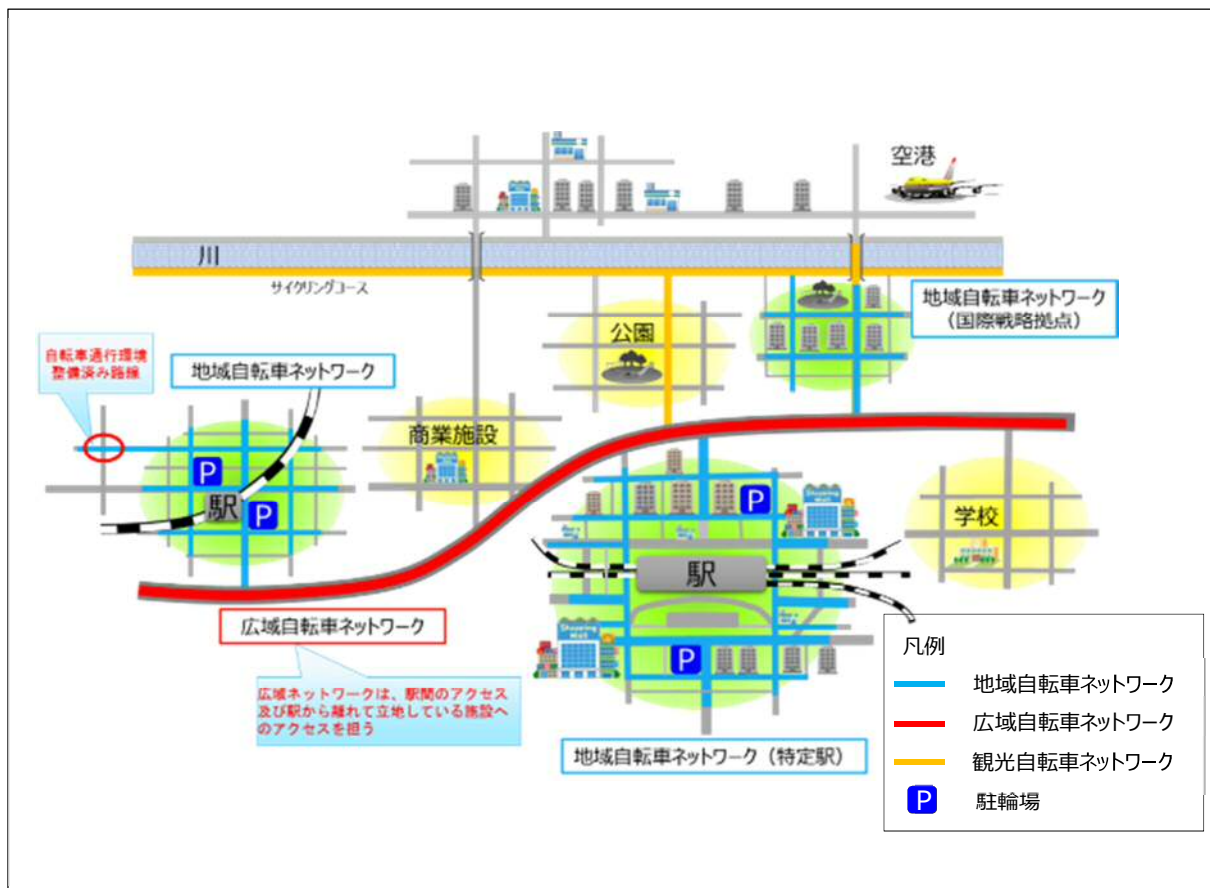 空港
川
サイクリングコース
地域自転車ネットワーク
（国際戦略拠点）
公園
自転車通行環境
整備済み路線
地域自転車ネットワーク
商業施設
P
駅
P
P
Shopping
Mall
学校
駅
広域自転車ネットワーク
Shopping
Mall
P
広域ネットワークは、駅間のアクセス
及び駅から離れて立地している施設へ
のアクセスを担う
地域自転車ネットワーク（特定駅）
凡例
地域自転車ネットワーク
広域自転車ネットワーク
観光自転車ネットワーク
P 駐輪場